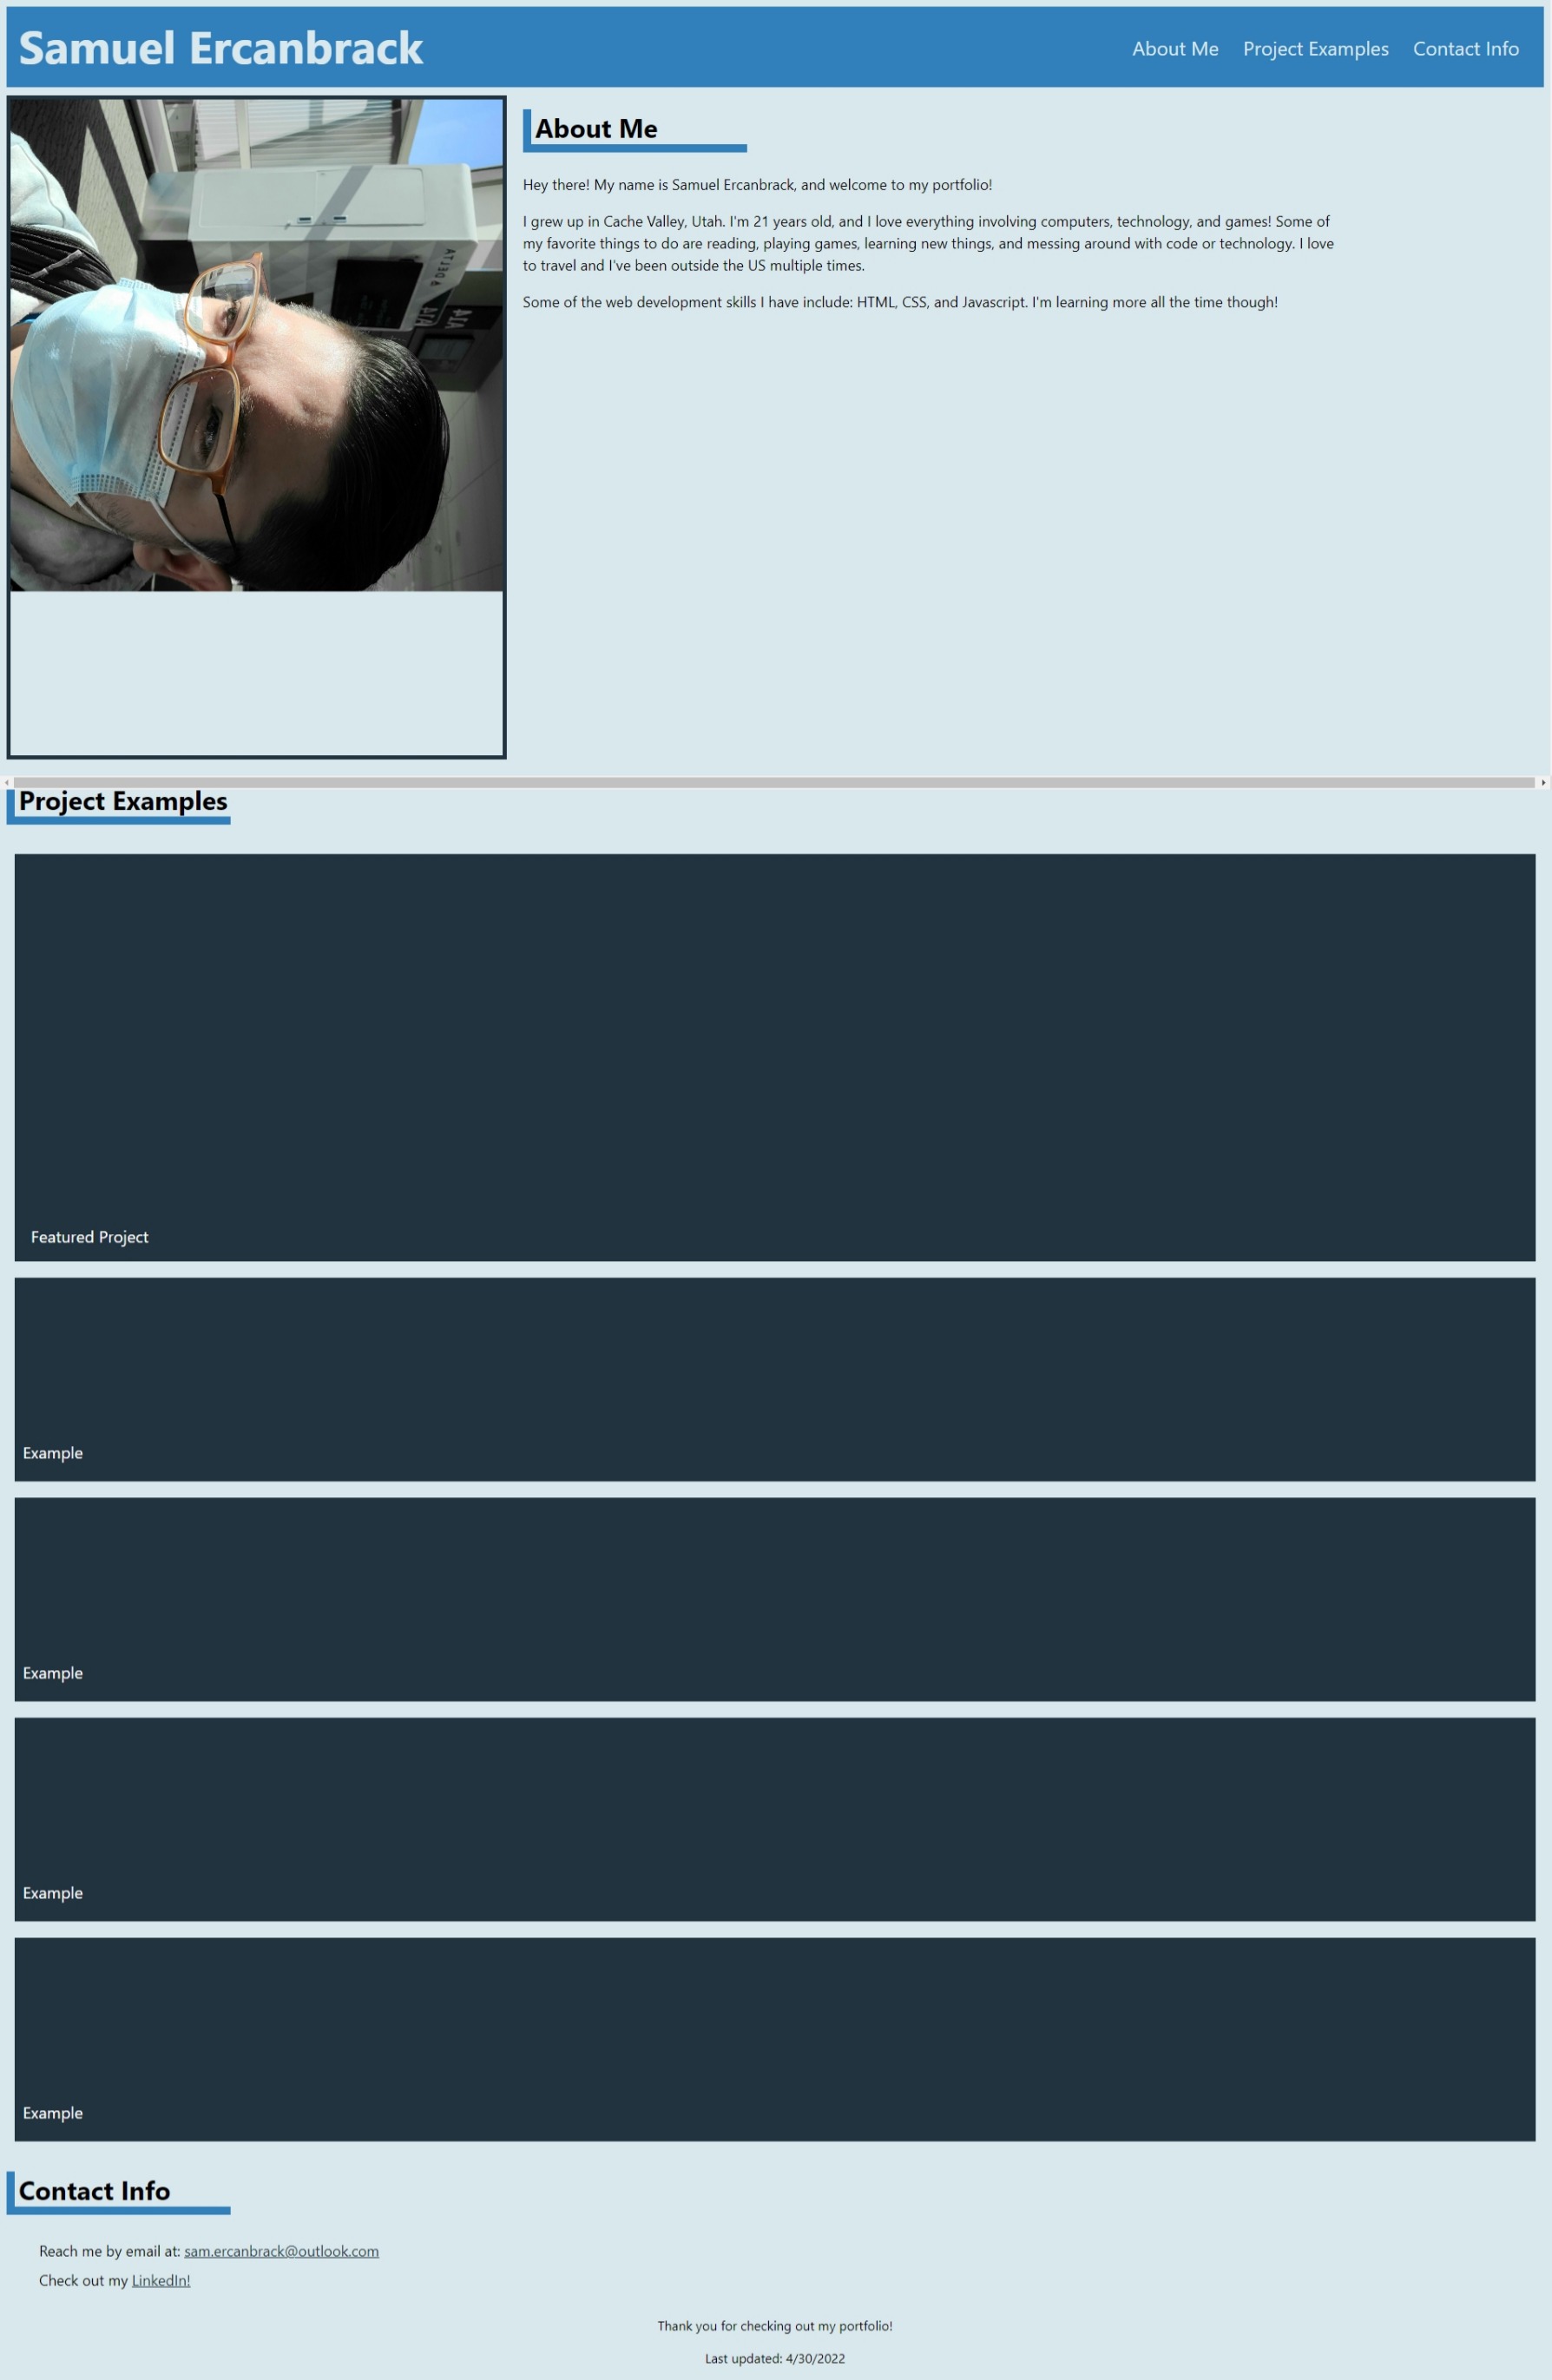 Samuel Ercanbrack
About Me
Project Examples
Contact Info
DELTA
About Me
Hey there! My name is Samuel Ercanbrack, and welcome to my portfolio!
I grew up in Cache Valley, Utah. I'm 21 years old, and I love everything involving computers, technology, and games! Some of
my favorite things to do are reading, playing games, learning new things, and messing around with code or technology. I love
to travel and I've been outside the US multiple times.
Some of the web development skills I have include: HTML, CSS, and Javascript. I'm learning more all the time though!
Project Examples
Featured Project
Example
Example
Example
Example
Contact Info
Reach me by email at: sam.ercanbrack@outlook.com
Check out my LinkedIn!
Thank you for checking out my portfolio!
Last updated: 4/30/2022